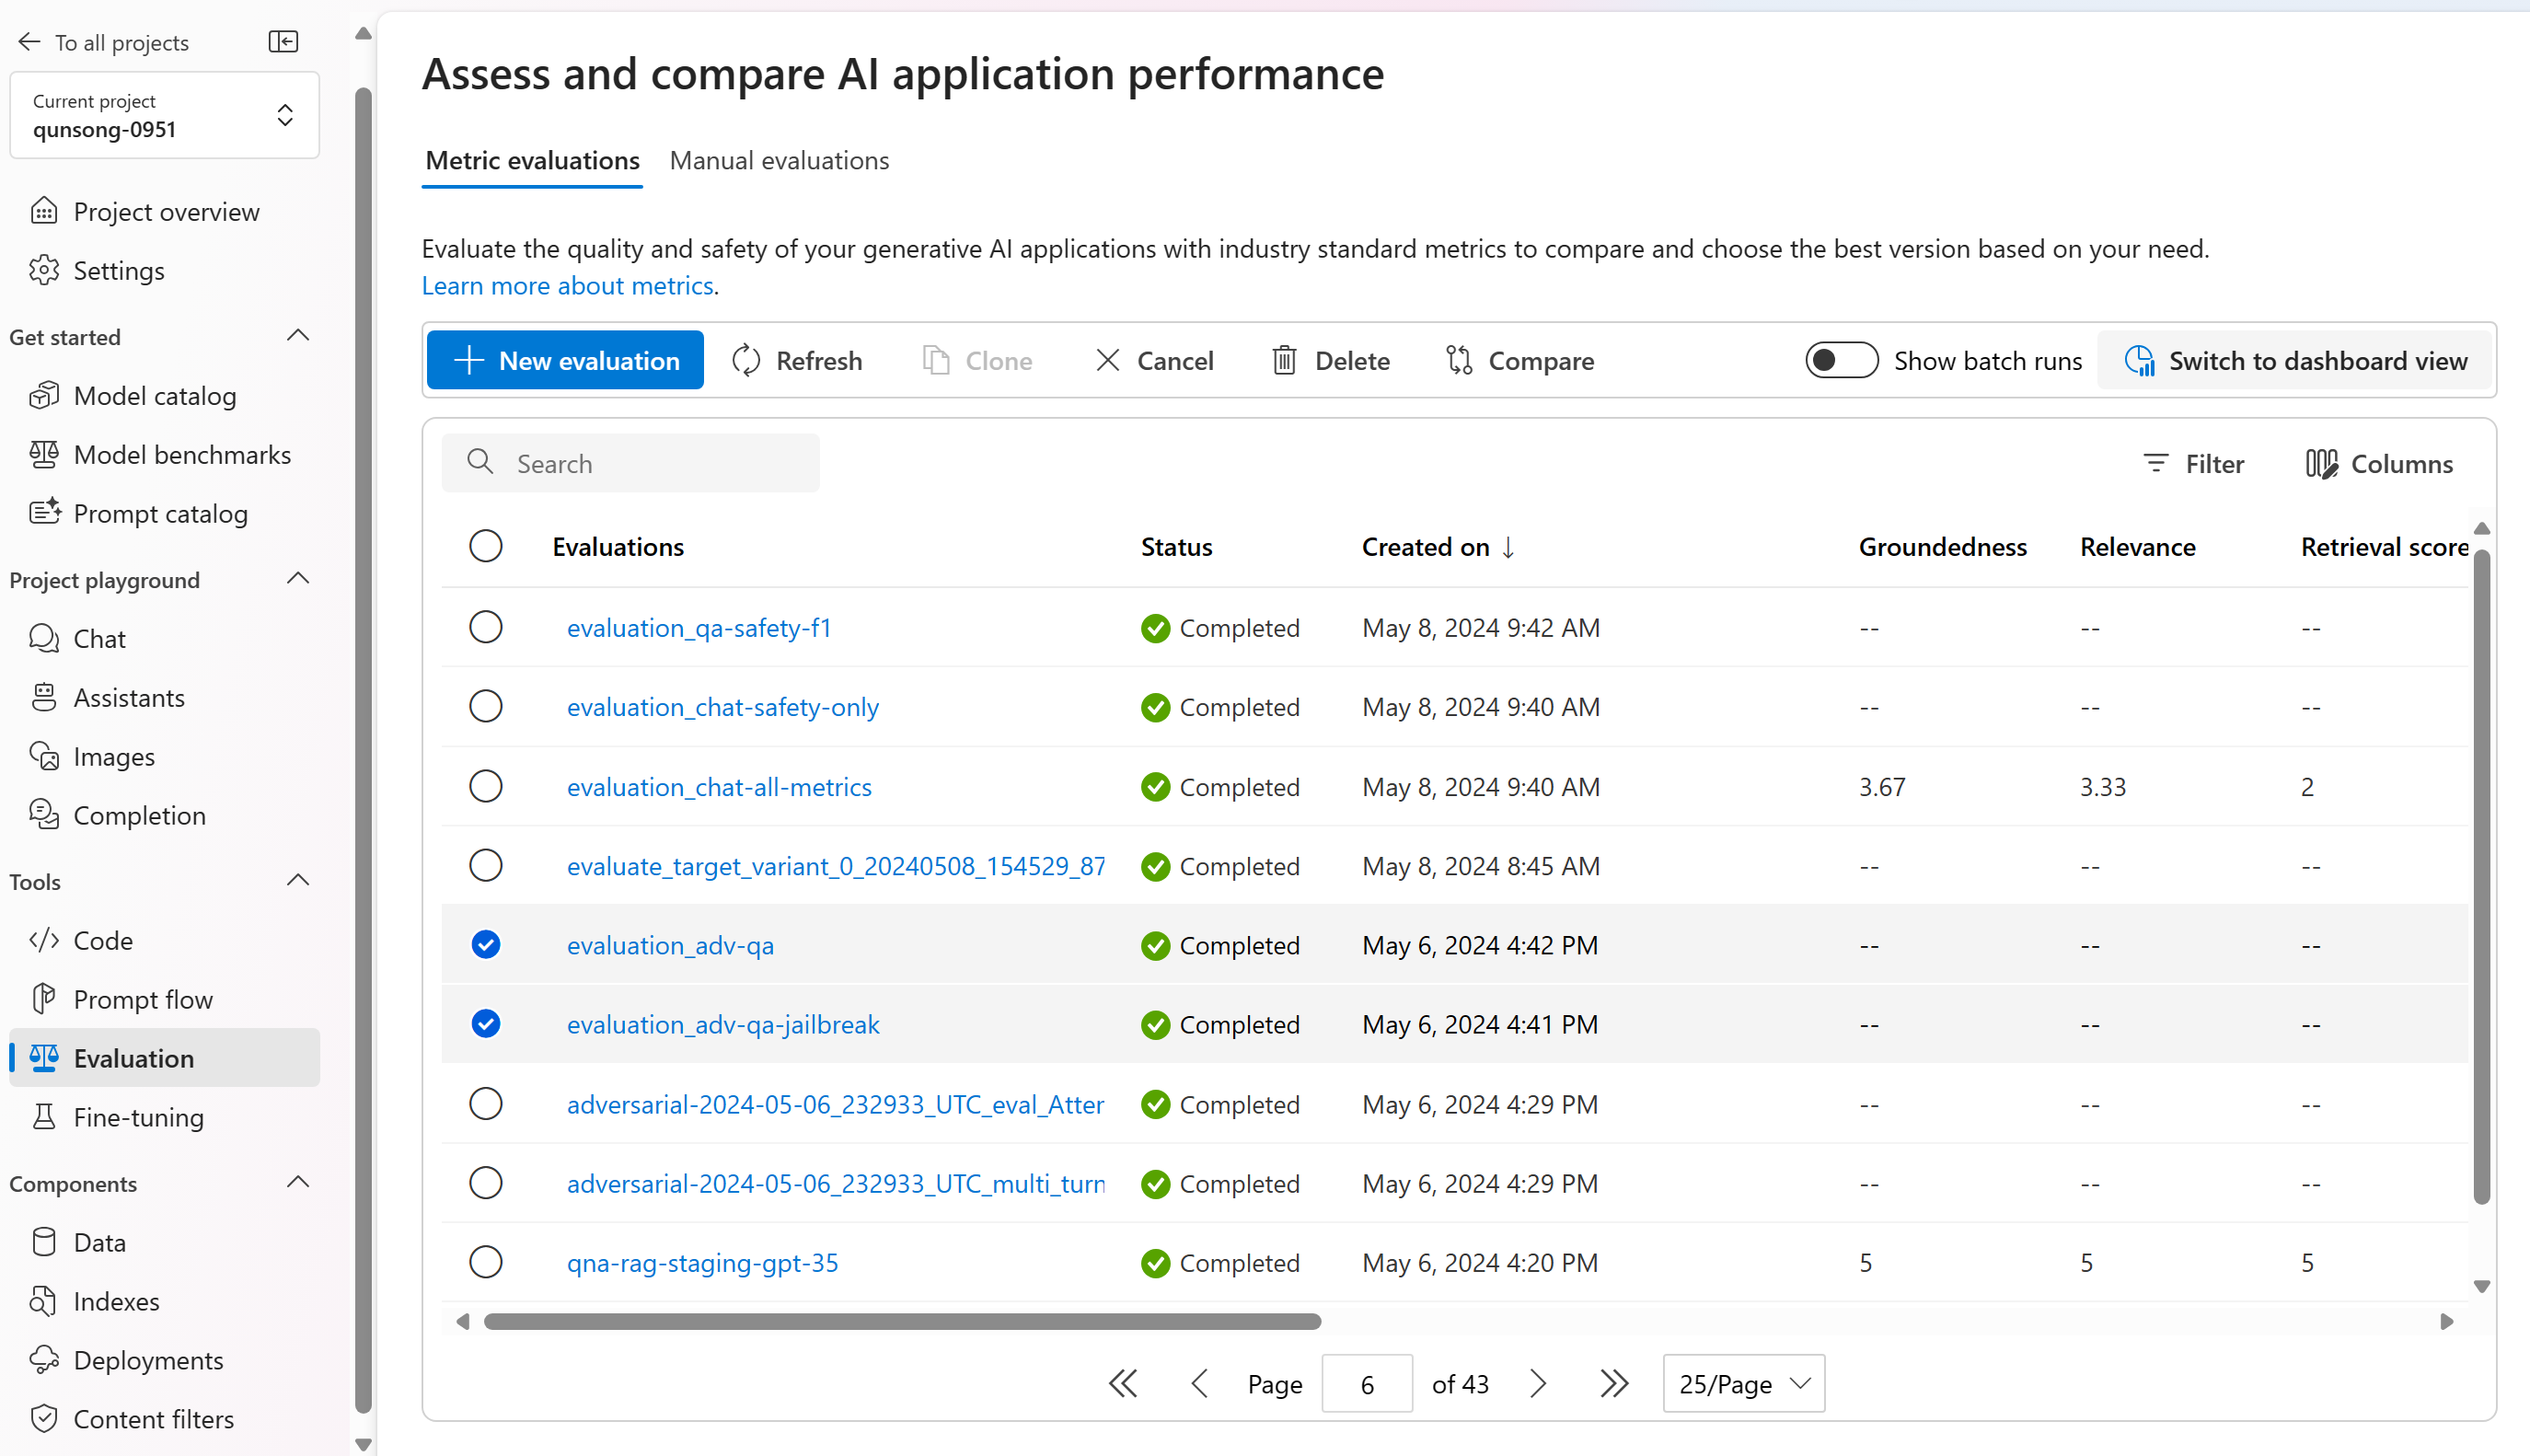 To all projects
Current project
qunsong-0951
Project overview
Settings
Get started
Model catalog
Model benchmarks
Prompt catalog
Project playground
Chat
Assistants
Images
Completion
Tools
Code
Prompt flow
Evaluation
Fine-tuning
Components
Data
Indexes
Deployments
Content filters
Assess and compare AI application performance
Metric evaluations Manual evaluations
Evaluate the quality and safety of your generative AI applications with industry standard metrics to compare and choose the best version based on your need.
Learn more about metrics.
New evaluation Refresh Clone Cancel Delete Compare Show batch runs Switch to dashboard view
Search Filter Columns
Evaluations Status Created on ↓ Groundedness Relevance Retrieval score
evaluation_qa-safety-f1 Completed May 8, 2024 9:42 AM -- -- --
evaluation_chat-safety-only Completed May 8, 2024 9:40 AM -- -- --
evaluation_chat-all-metrics Completed May 8, 2024 9:40 AM 3.67 3.33 2
evaluate_target_variant_0_20240508_154529_87 Completed May 8, 2024 8:45 AM -- -- --
evaluation_adv-qa Completed May 6, 2024 4:42 PM -- -- --
evaluation_adv-qa-jailbreak Completed May 6, 2024 4:41 PM -- -- --
adversarial-2024-05-06_232933_UTC_eval_Atter Completed May 6, 2024 4:29 PM -- -- --
adversarial-2024-05-06_232933_UTC_multi_turn Completed May 6, 2024 4:29 PM -- -- --
qna-rag-staging-gpt-35 Completed May 6, 2024 4:20 PM 5 5 5
Page 6 of 43 25/Page